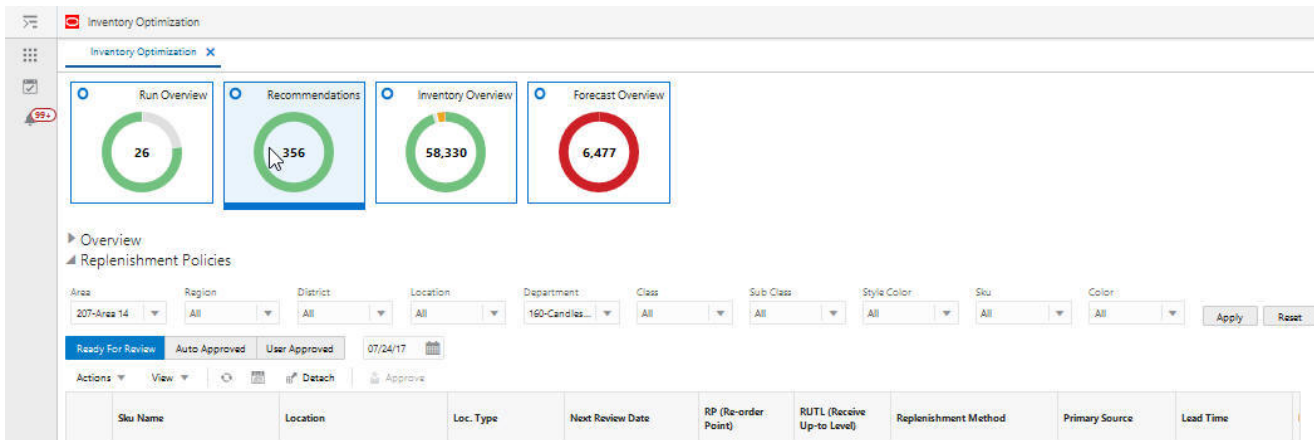 Inventory Optimization
Inventory Optimization
99+
Run Overview Recommendations Inventory Overview Forecast Overview
26 356 58,330 6,477
Overview
Replenishment Policies
Area Region District Location Department Class Sub Class Style Color Sku Color
207-Area 14 All All All 160-Candles... All All All All All Apply Reset
Ready For Review Auto Approved User Approved 07/24/17
Actions View Detach Approve
Sku Name Location Loc. Type Next Review Date RP (Re-order Point) RUTL (Receive Up-to Level) Replenishment Method Primary Source Lead Time